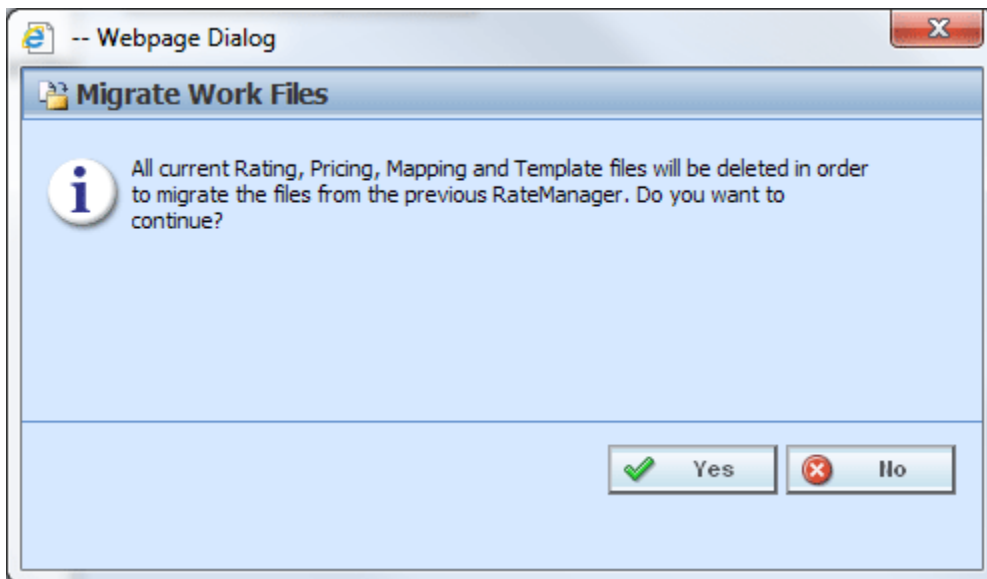 -- Webpage Dialog
Migrate Work Files
All current Rating, Pricing, Mapping and Template files will be deleted in order
to migrate the files from the previous RateManager. Do you want to
continue?
Yes No